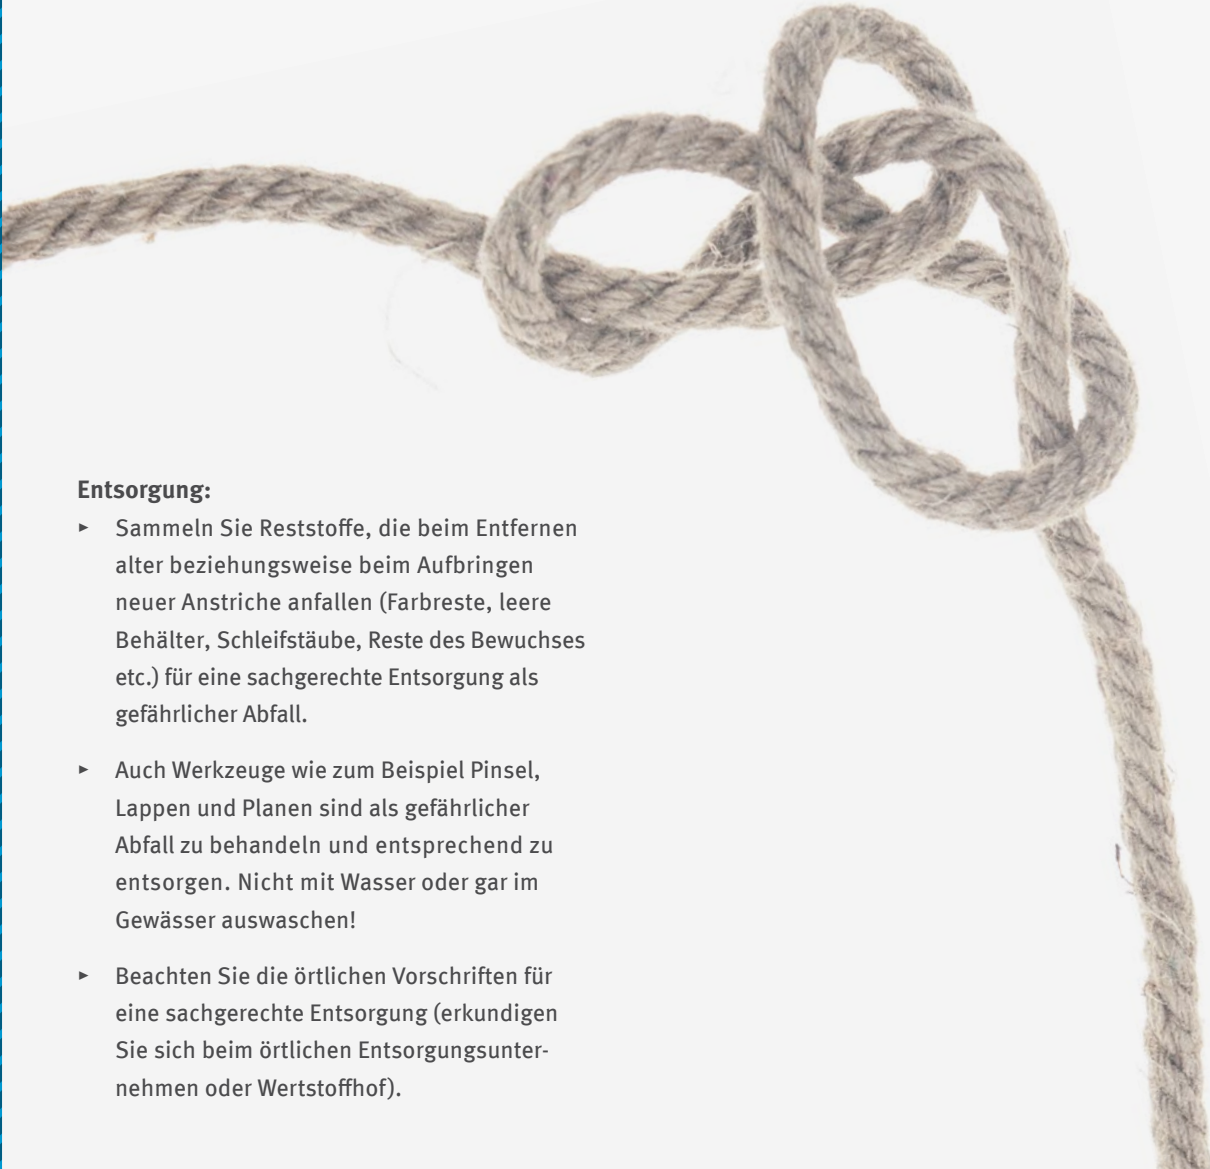 Entsorgung:
▸ Sammeln Sie Reststoffe, die beim Entfernen
alter beziehungsweise beim Aufbringen
neuer Anstriche anfallen (Farbreste, leere
Behälter, Schleifstäube, Reste des Bewuchses
etc.) für eine sachgerechte Entsorgung als
gefährlicher Abfall.
▸ Auch Werkzeuge wie zum Beispiel Pinsel,
Lappen und Planen sind als gefährlicher
Abfall zu behandeln und entsprechend zu
entsorgen. Nicht mit Wasser oder gar im
Gewässer auswaschen!
▸ Beachten Sie die örtlichen Vorschriften für
eine sachgerechte Entsorgung (erkundigen
Sie sich beim örtlichen Entsorgungsunter-
nehmen oder Wertstoffhof).